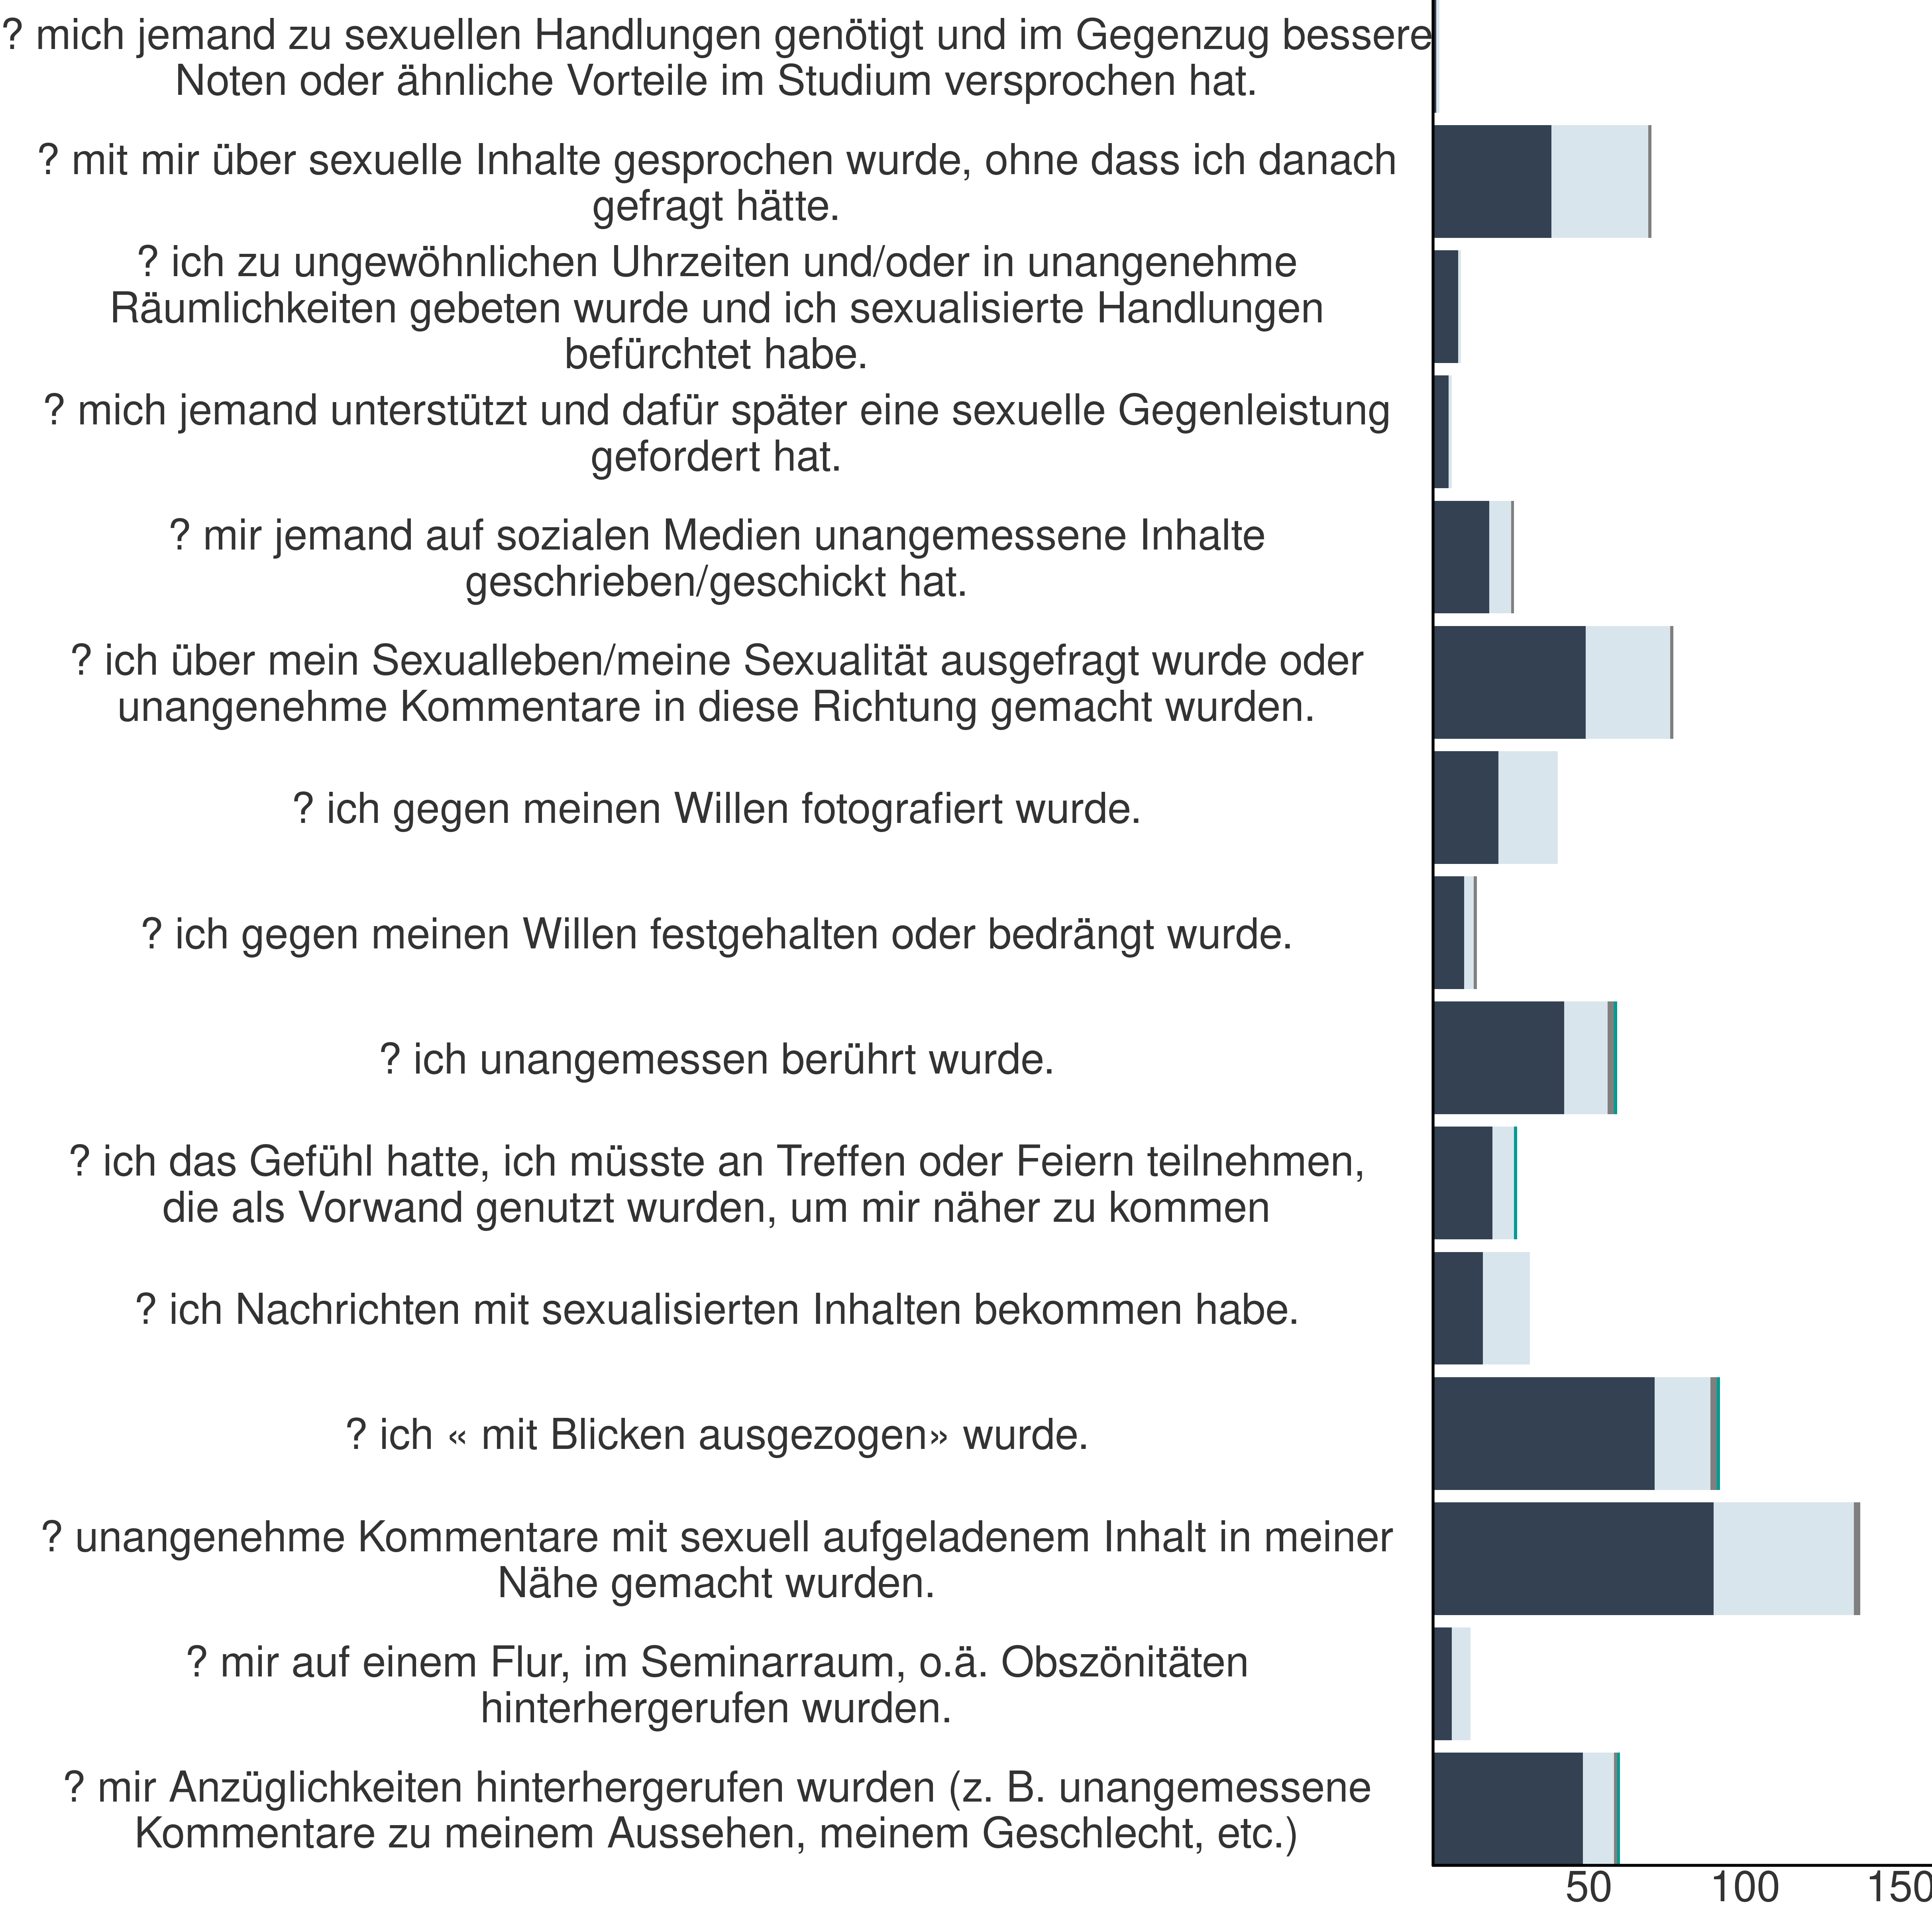 ? mich jemand zu sexuellen Handlungen genötigt und im Gegenzug bessere
Noten oder ähnliche Vorteile im Studium versprochen hat.
? mit mir über sexuelle Inhalte gesprochen wurde, ohne dass ich danach
gefragt hätte.
? ich zu ungewöhnlichen Uhrzeiten und/oder in unangenehme
Räumlichkeiten gebeten wurde und ich sexualisierte Handlungen
befürchtet habe.
? mich jemand unterstützt und dafür später eine sexuelle Gegenleistung
gefordert hat.
? mir jemand auf sozialen Medien unangemessene Inhalte
geschrieben/geschickt hat.
? ich über mein Sexualleben/meine Sexualität ausgefragt wurde oder
unangenehme Kommentare in diese Richtung gemacht wurden.
? ich gegen meinen Willen fotografiert wurde.
? ich gegen meinen Willen festgehalten oder bedrängt wurde.
? ich unangemessen berührt wurde.
? ich das Gefühl hatte, ich müsste an Treffen oder Feiern teilnehmen,
die als Vorwand genutzt wurden, um mir näher zu kommen
? ich Nachrichten mit sexualisierten Inhalten bekommen habe.
? ich « mit Blicken ausgezogen» wurde.
? unangenehme Kommentare mit sexuell aufgeladenem Inhalt in meiner
Nähe gemacht wurden.
? mir auf einem Flur, im Seminarraum, o.ä. Obszönitäten
hinterhergerufen wurden.
? mir Anzüglichkeiten hinterhergerufen wurden (z. B. unangemessene
Kommentare zu meinem Aussehen, meinem Geschlecht, etc.)
50 100 150